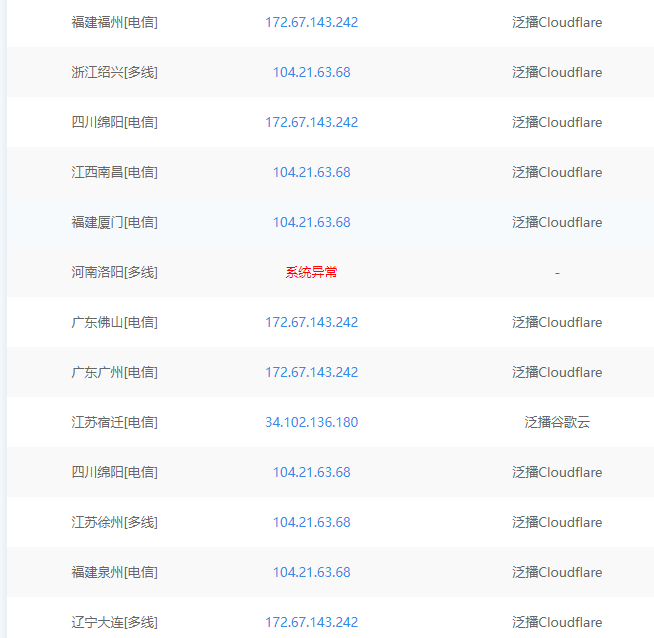 福建福州[电信] 172.67.143.242 泛播Cloudflare
浙江绍兴[多线] 104.21.63.68 泛播Cloudflare
四川绵阳[电信] 172.67.143.242 泛播Cloudflare
江西南昌[电信] 104.21.63.68 泛播Cloudflare
福建厦门[电信] 104.21.63.68 泛播Cloudflare
河南洛阳[多线] 系统异常 -
广东佛山[电信] 172.67.143.242 泛播Cloudflare
广东广州[电信] 172.67.143.242 泛播Cloudflare
江苏宿迁[电信] 34.102.136.180 泛播谷歌云
四川绵阳[电信] 104.21.63.68 泛播Cloudflare
江苏徐州[多线] 104.21.63.68 泛播Cloudflare
福建泉州[电信] 104.21.63.68 泛播Cloudflare
辽宁大连[多线] 172.67.143.242 泛播Cloudflare